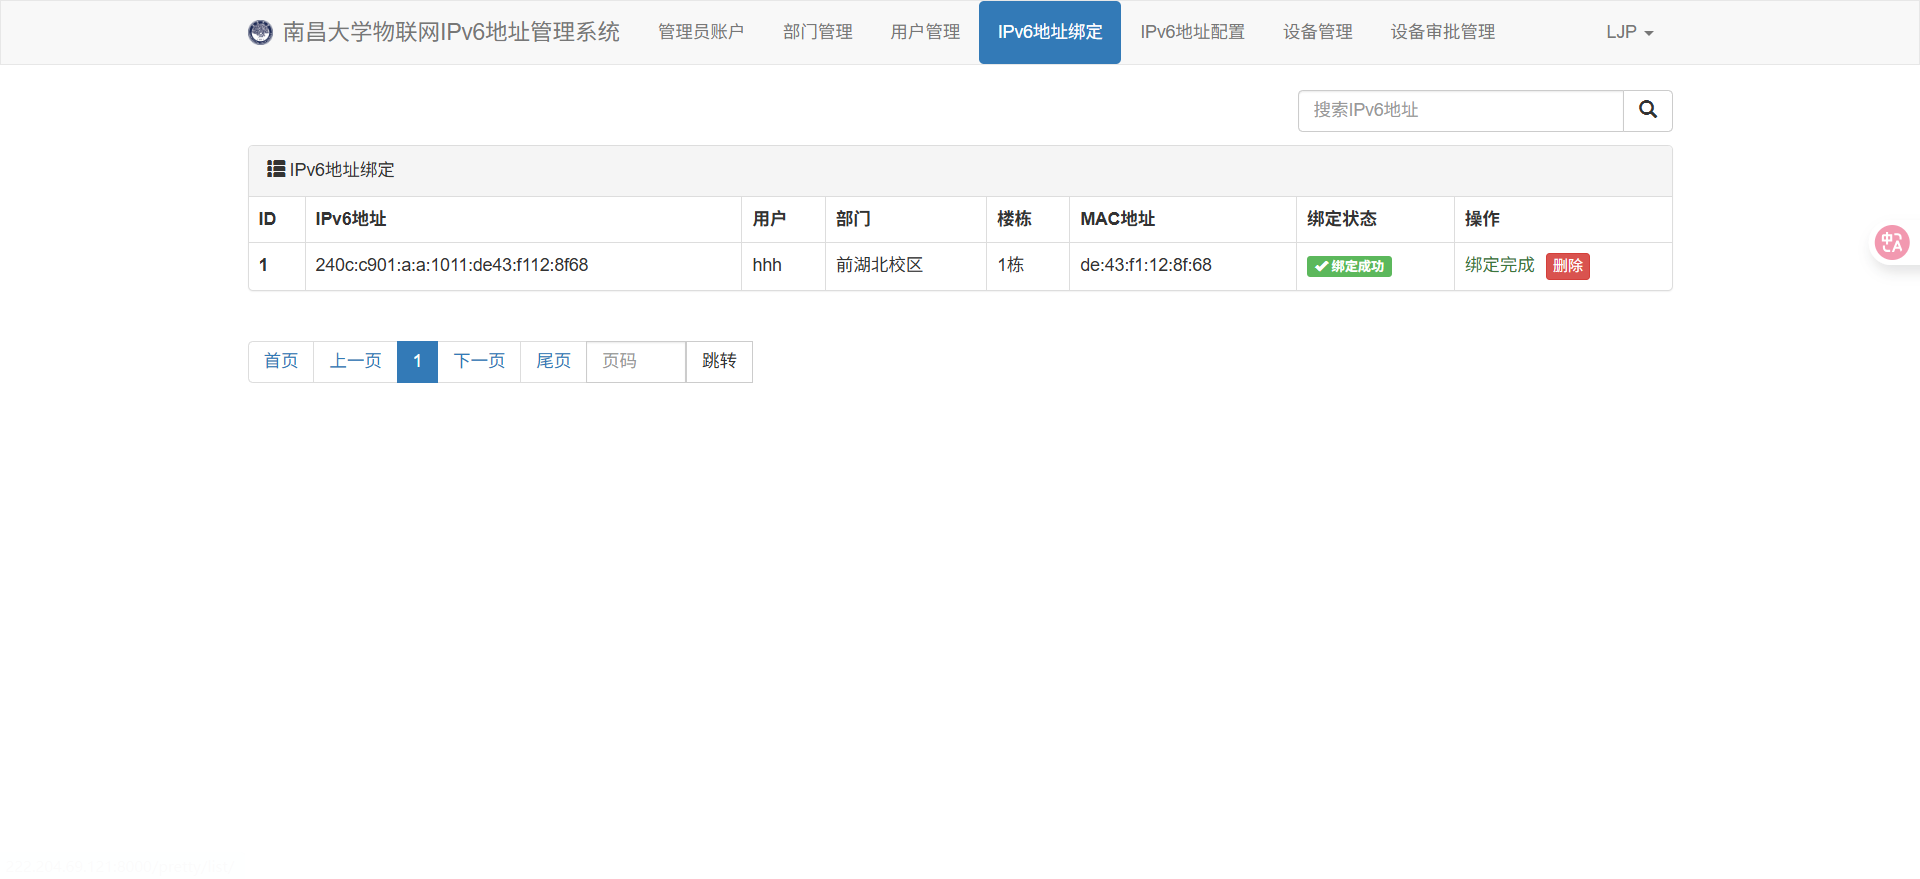 南昌大学物联网IPv6地址管理系统 管理员账户 部门管理 用户管理 IPv6地址绑定 IPv6地址配置 设备管理 设备审批管理 LJP
搜索IPv6地址
IPv6地址绑定
ID IPv6地址 用户 部门 楼栋 MAC地址 绑定状态 操作
1 240c:c901:a:a:1011:de43:f112:8f68 hhh 前湖北校区 1栋 de:43:f1:12:8f:68 绑定成功 绑定完成 删除
中A
首页 上一页 1 下一页 尾页 页码 跳转